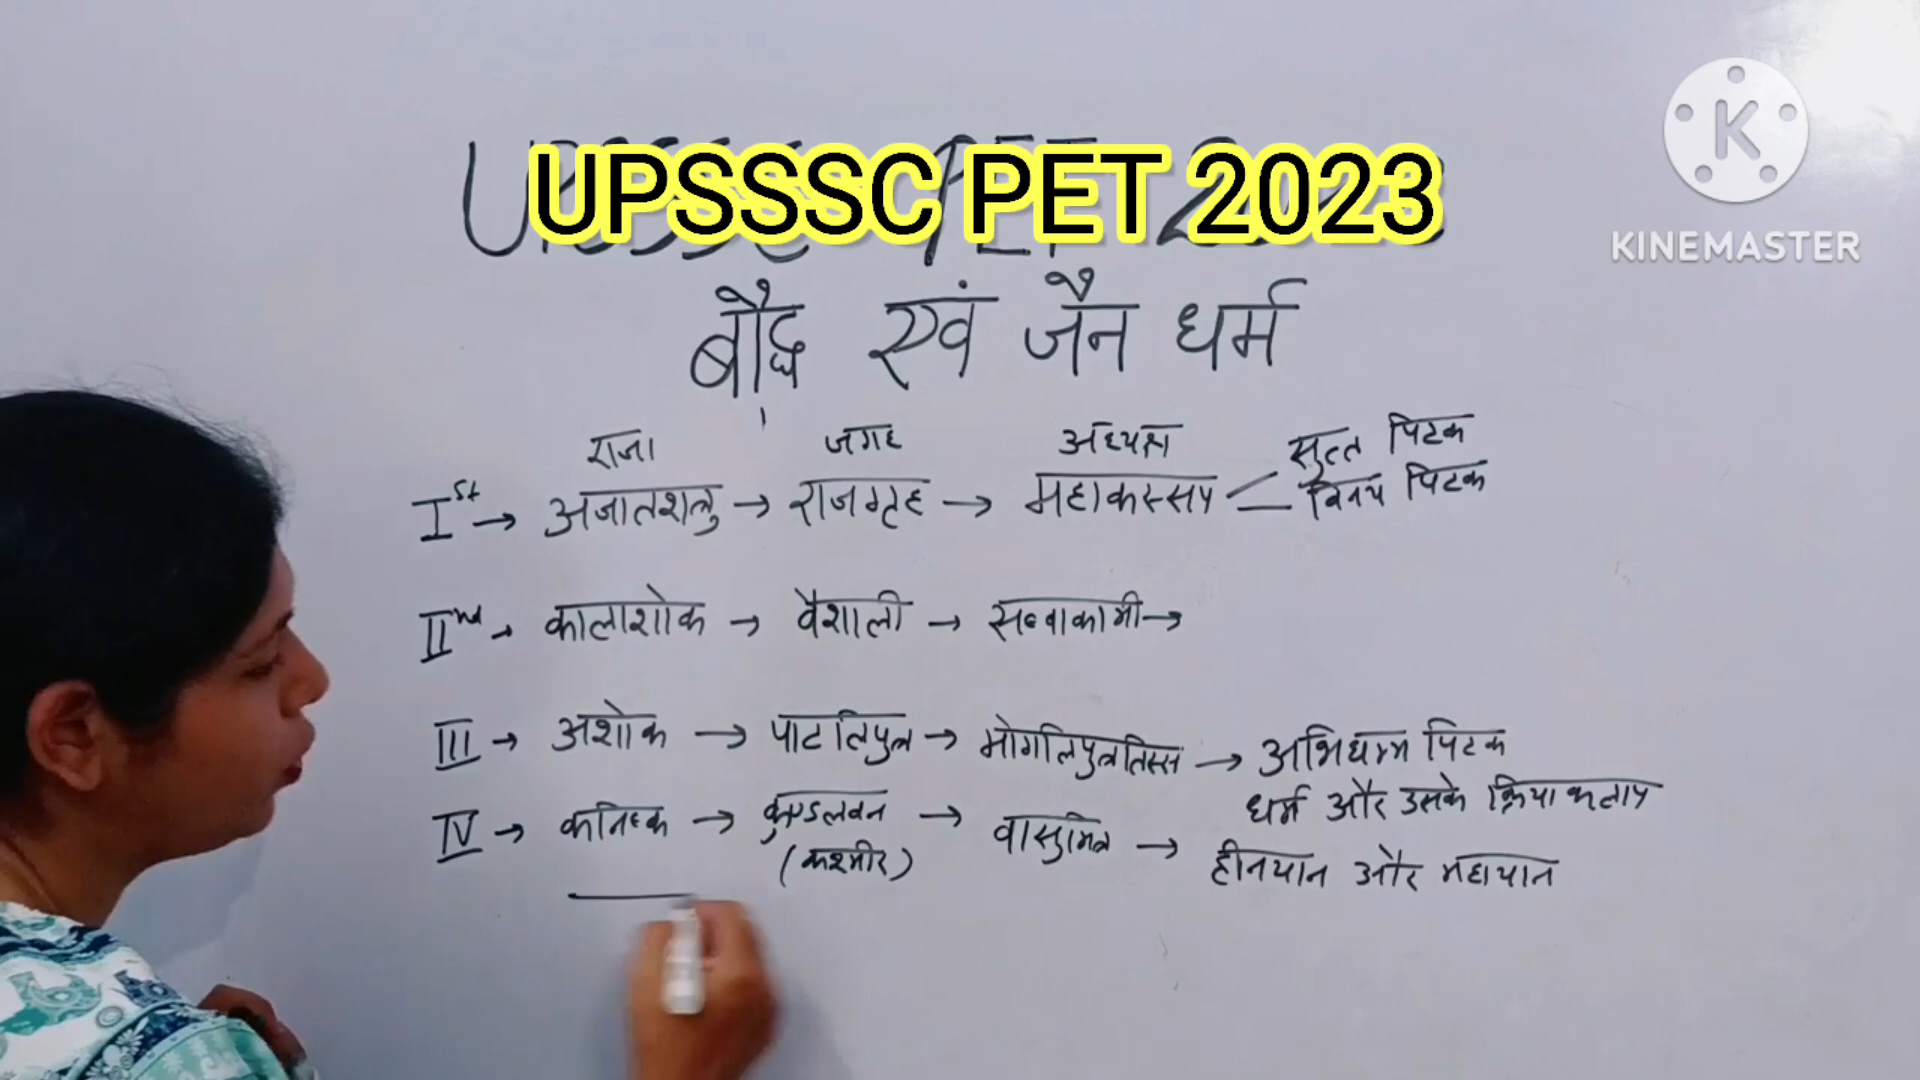 UPSSSC PET 2023
KINEMASTER
बौद्ध एवं जैन धर्म
राजा जगह अध्यक्ष
Ist → अजातशत्रु → राजगृह → महाकस्सप < सुत्त पिटक
विनय पिटक
IInd → कालाशोक → वैशाली → सब्बाकामी →
III → अशोक → पाटलिपुत्र → मोगलिपुत्रतिस्स → अभिधम्म पिटक
धर्म और उसके क्रियाकलाप
IV → कनिष्क → कुण्डलवन → वासुमित्र → हीनयान और महायान
(कश्मीर)